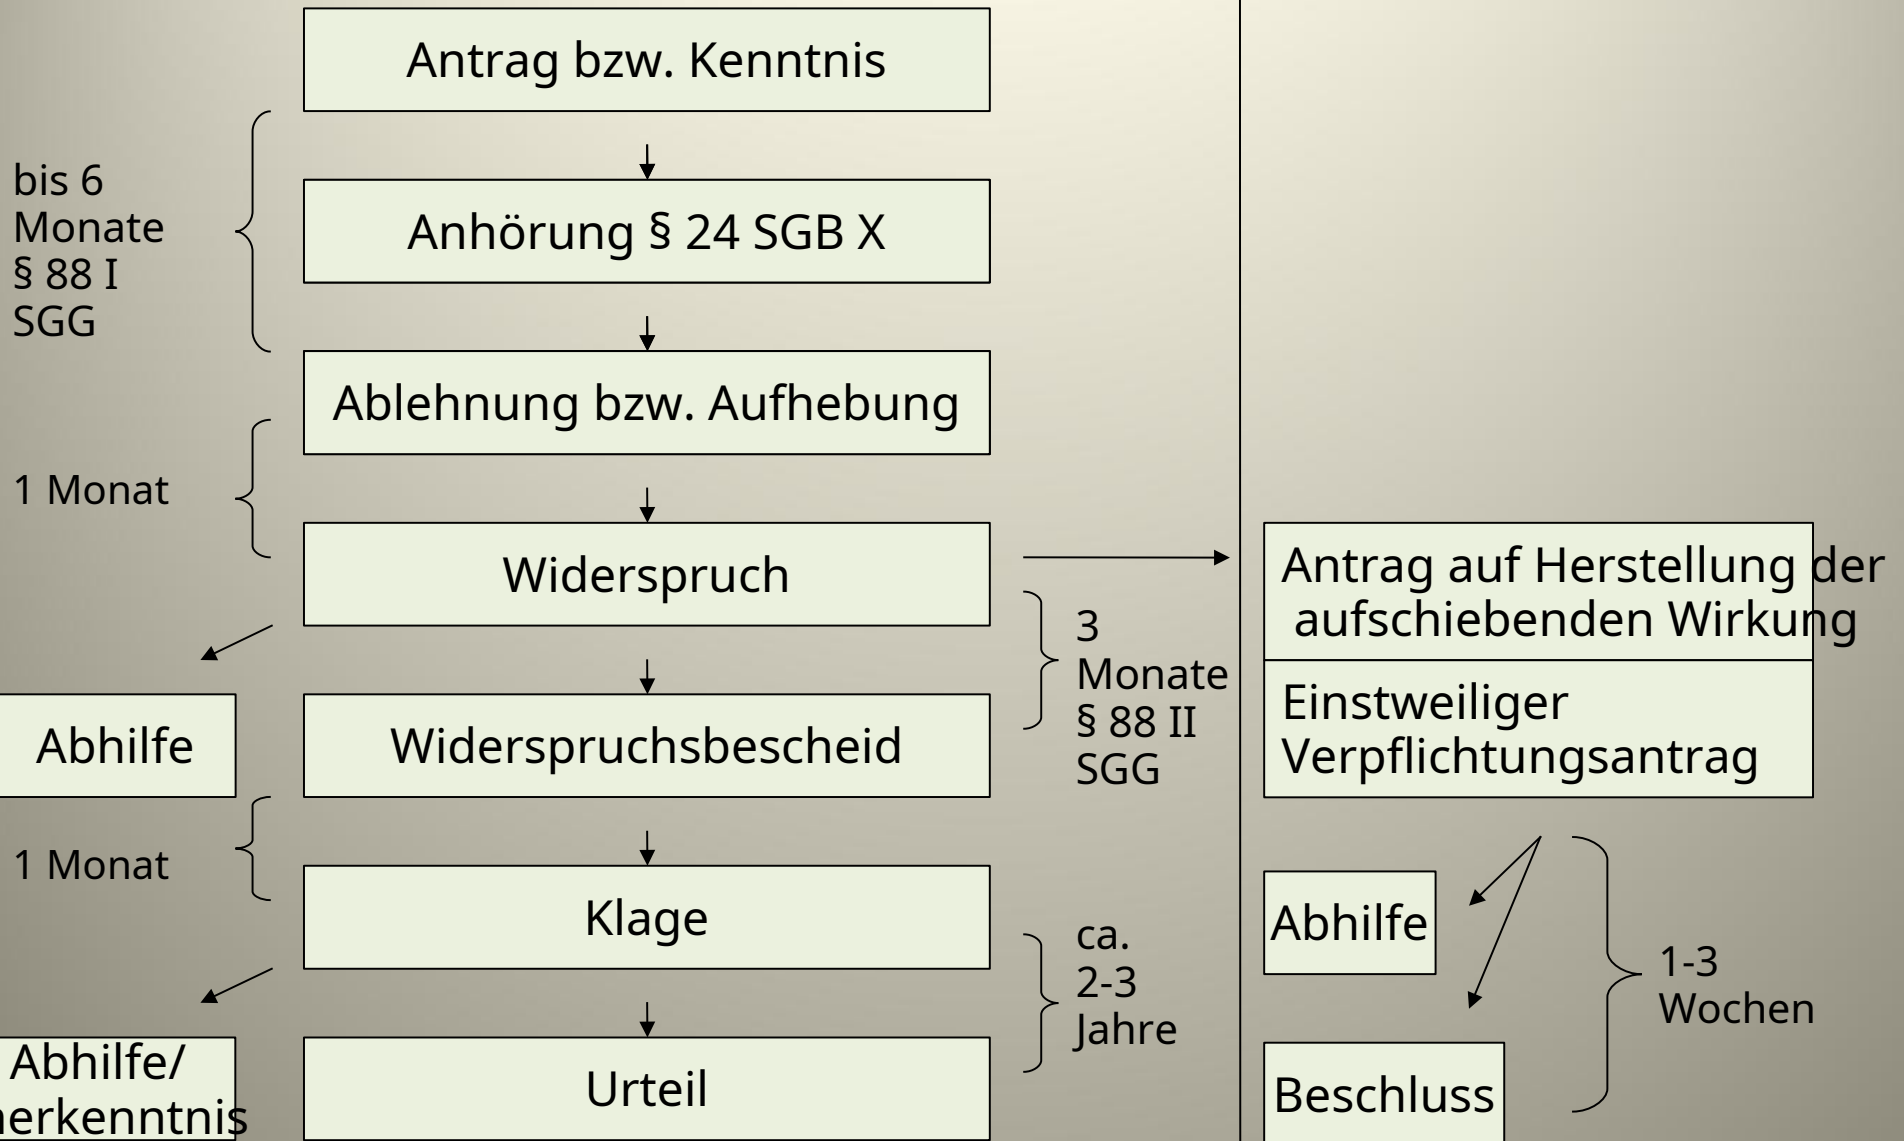 Antrag bzw. Kenntnis
bis 6
Monate
§ 88 I
SGG
Anhörung § 24 SGB X
Ablehnung bzw. Aufhebung
1 Monat
Widerspruch
3
Monate
§ 88 II
SGG
Abhilfe
Widerspruchsbescheid
1 Monat
Klage
ca.
2-3
Jahre
Abhilfe/
nerkenntnis
Urteil
Antrag auf Herstellung der
aufschiebenden Wirkung
Einstweiliger
Verpflichtungsantrag
Abhilfe
1-3
Wochen
Beschluss